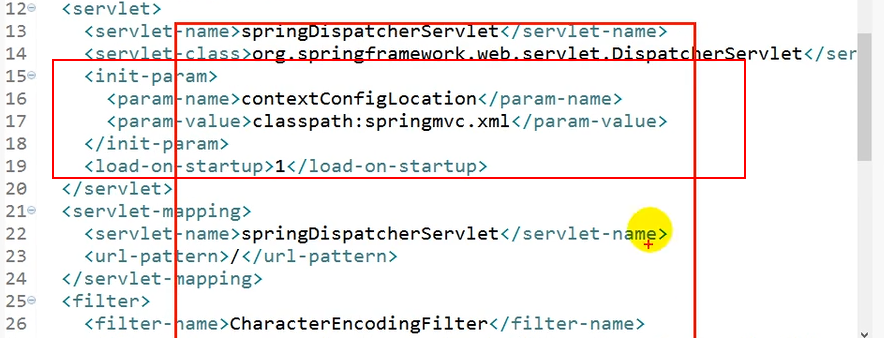 12 <servlet>
13 <servlet-name>springDispatcherServlet</servlet-name>
14 <servlet-class>org.springframework.web.servlet.DispatcherServlet</ser
15 <init-param>
16 <param-name>contextConfigLocation</param-name>
17 <param-value>classpath:springmvc.xml</param-value>
18 </init-param>
19 <load-on-startup>1</load-on-startup>
20 </servlet>
21 <servlet-mapping>
22 <servlet-name>springDispatcherServlet</servlet-name>
23 <url-pattern>/</url-pattern>
24 </servlet-mapping>
25 <filter>
26 <filter-name>CharacterEncodingFilter</filter-name>